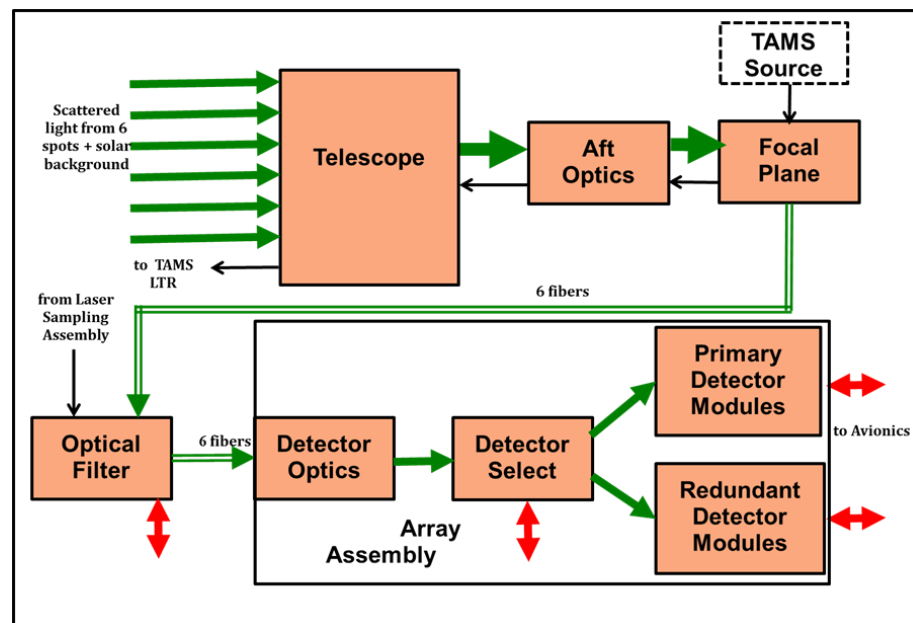 TAMS
Source
Scattered
light from 6
spots + solar
background
Telescope
Aft
Optics
Focal
Plane
to TAMS
LTR
6 fibers
from Laser
Sampling
Assembly
Primary
Detector
Modules
to Avionics
Optical
Filter
6 fibers
Detector
Optics
Detector
Select
Redundant
Detector
Modules
Array
Assembly